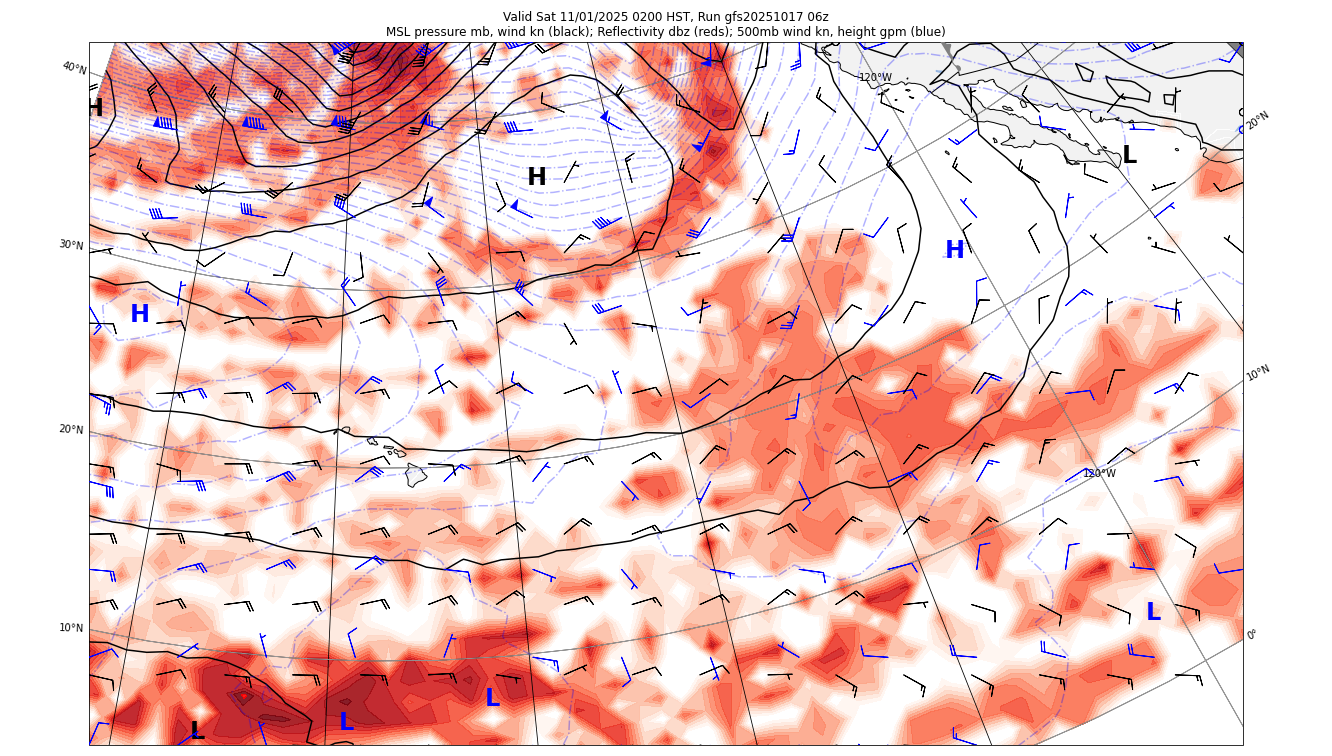 Valid Sat 11/01/2025 0200 HST, Run gfs20251017 06z
MSL pressure mb, wind kn (black); Reflectivity dbz (reds); 500mb wind kn, height gpm (blue)
40°N
120°W
H
20°N
L
H
30°N
H
H
10°N
20°N
120°W
10°N
L
0°
L
L
L